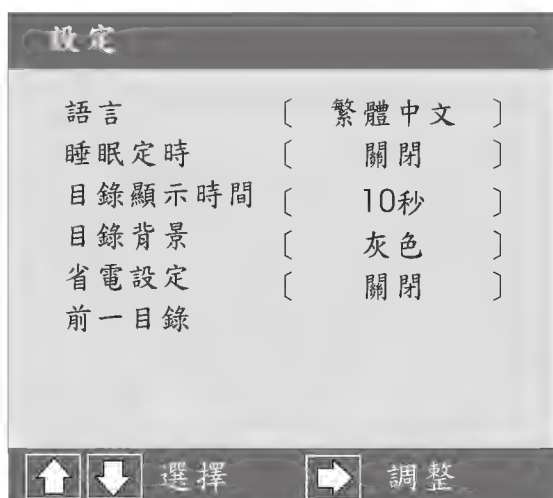 設定
語言 〔 繁體中文 〕
睡眠定時 〔 關閉 〕
目錄顯示時間 〔 10秒 〕
目錄背景 〔 灰色 〕
省電設定 〔 關閉 〕
前一目錄
選擇 調整